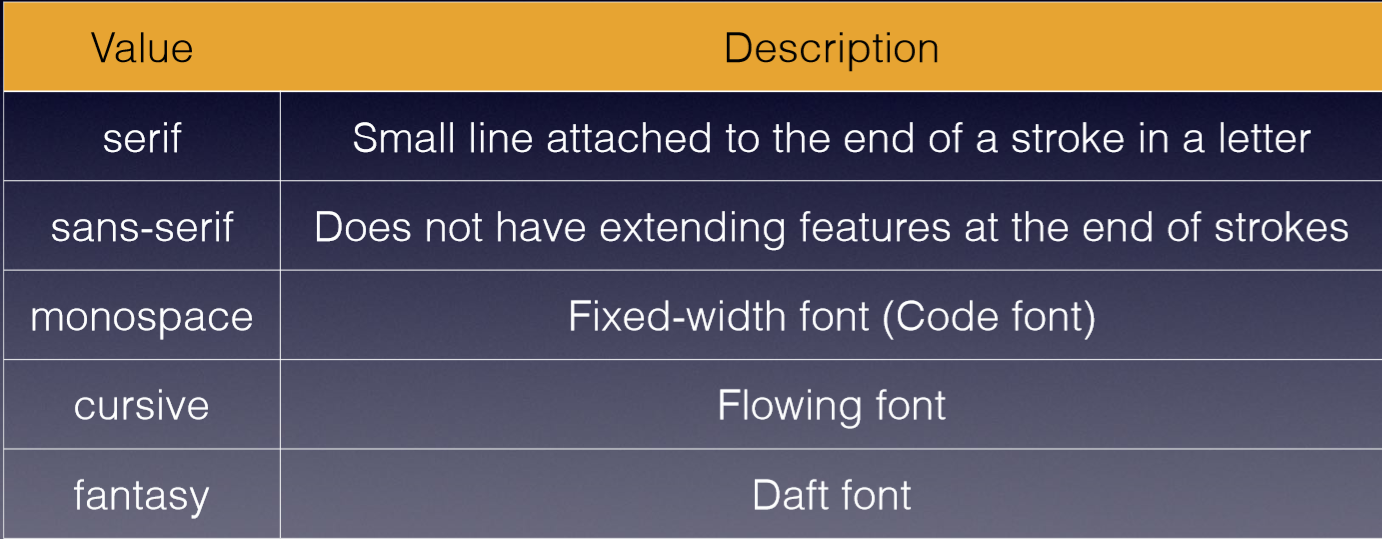 Value Description
serif Small line attached to the end of a stroke in a letter
sans-serif Does not have extending features at the end of strokes
monospace Fixed-width font (Code font)
cursive Flowing font
fantasy Daft font